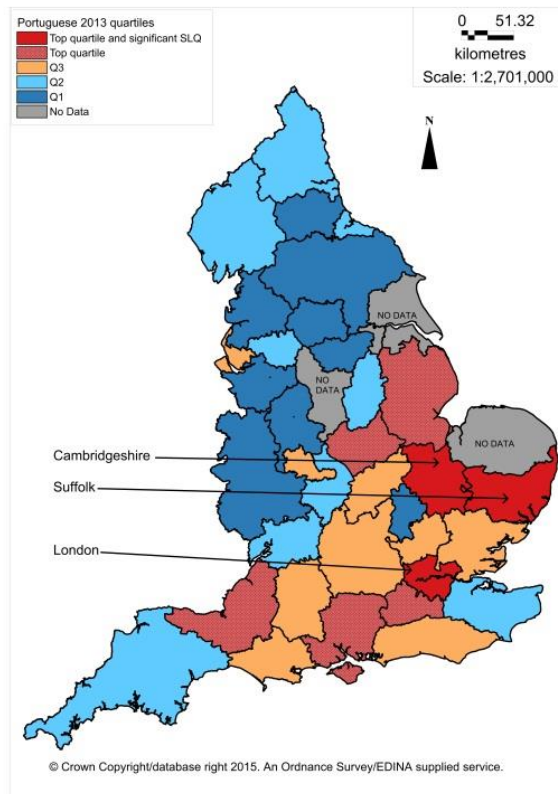 Portuguese 2013 quartiles
Top quartile and significant SLQ
Top quartile
Q3
Q2
Q1
No Data
0 51.32
kilometres
Scale: 1:2,701,000
N
NO DATA
NO
DATA
NO DATA
Cambridgeshire
Suffolk
London
© Crown Copyright/database right 2015. An Ordnance Survey/EDINA supplied service.